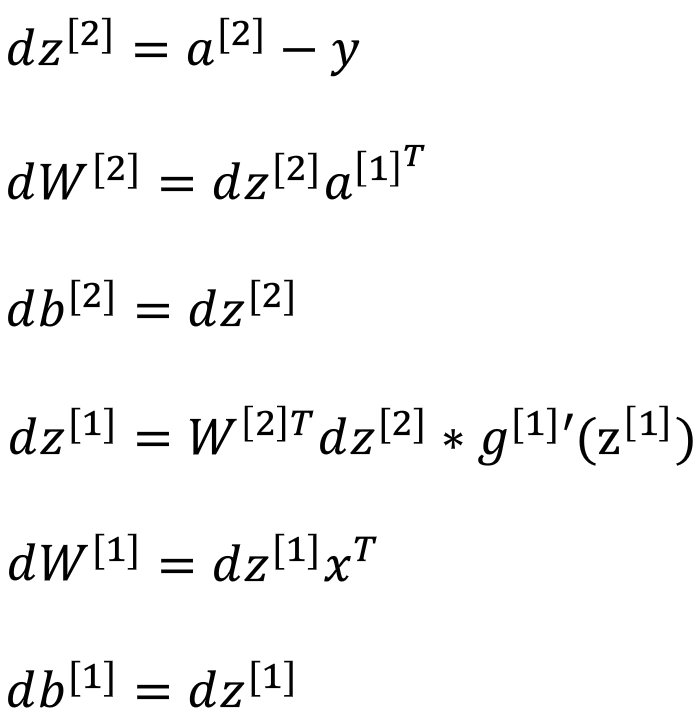 dz^{[2]} = a^{[2]} − y
dW^{[2]} = dz^{[2]}a^{[1]^T}
db^{[2]} = dz^{[2]}
dz^{[1]} = W^{[2]T}dz^{[2]} ∗ g^{[1]′}(z^{[1]})
dW^{[1]} = dz^{[1]}x^T
db^{[1]} = dz^{[1]}